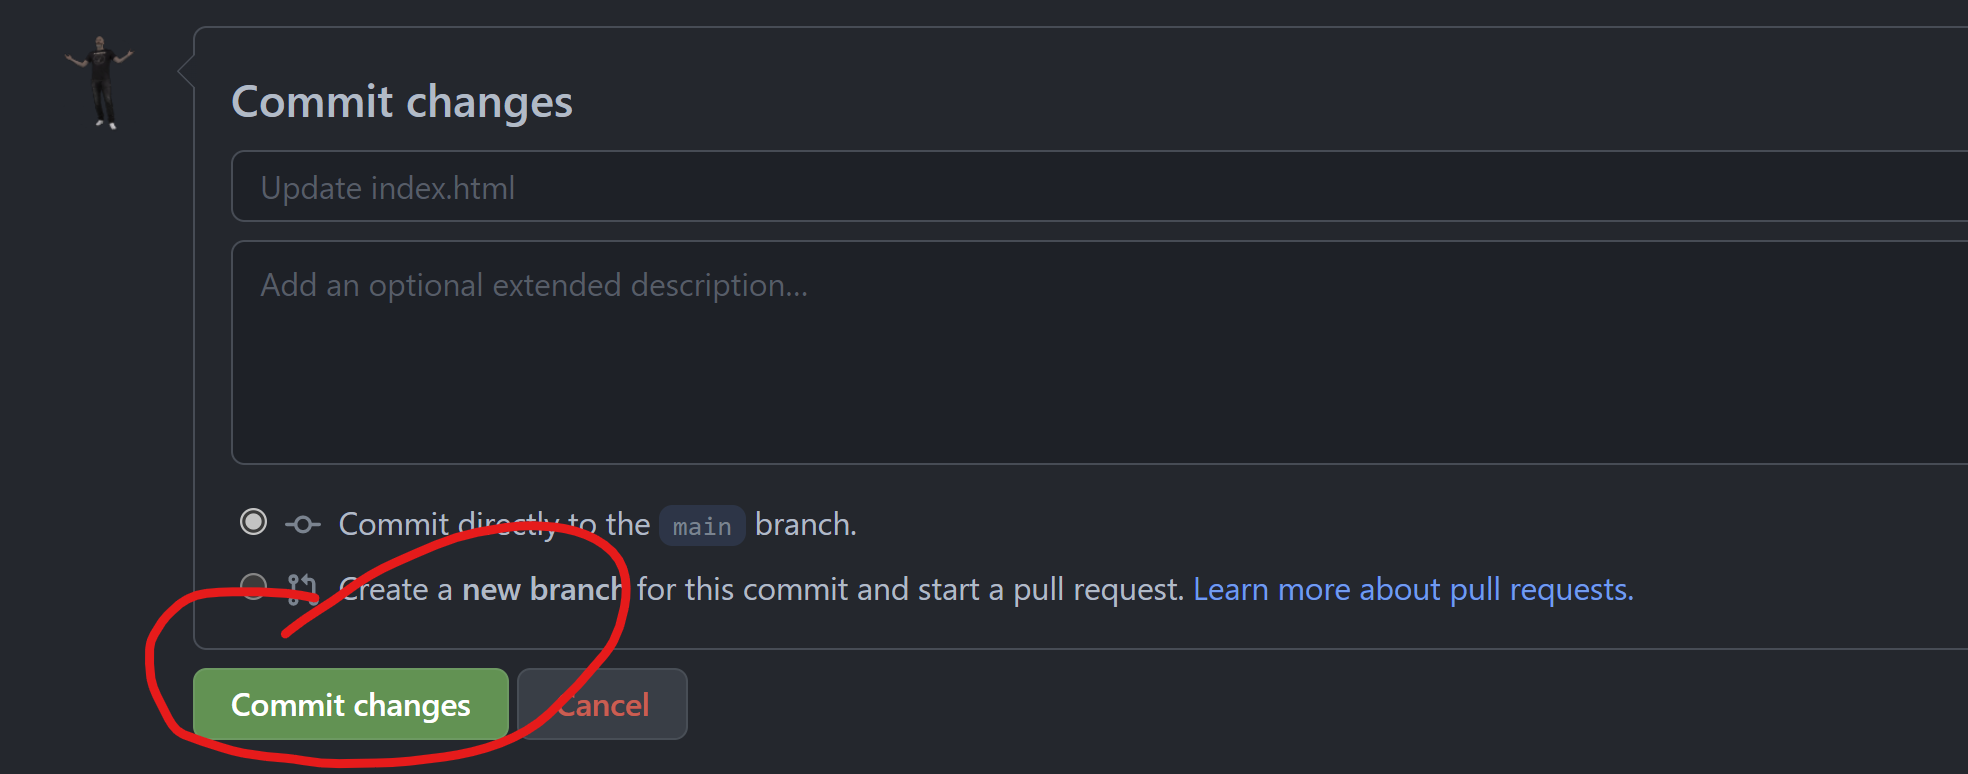 Commit changes
Update index.html
Add an optional extended description...
Commit directly to the main branch.
Create a new branch for this commit and start a pull request. Learn more about pull requests.
Commit changes Cancel